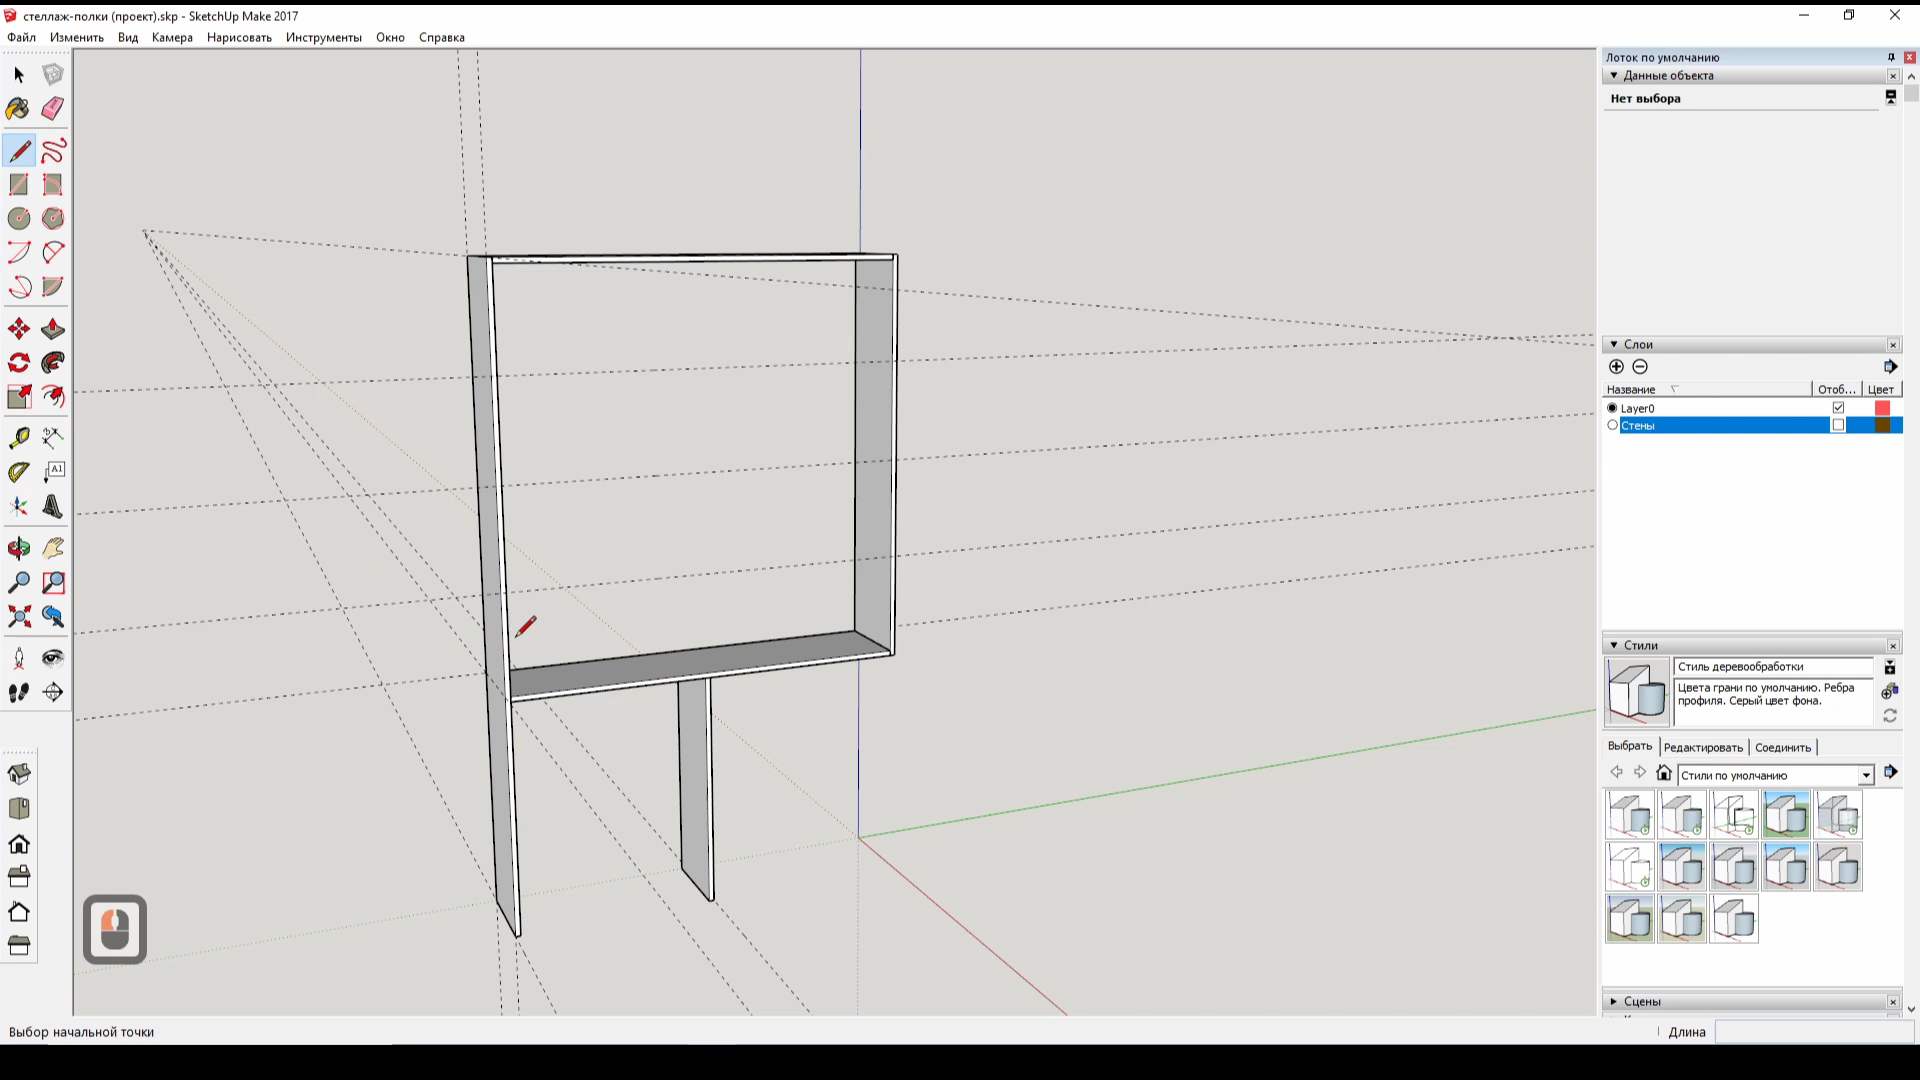 стеллаж-полки (проект).skp - SketchUp Make 2017
Файл Изменить Вид Камера Нарисовать Инструменты Окно Справка
Лоток по умолчанию
Данные объекта
Нет выбора
Слои
Название Отоб... Цвет
Layer0
Стены
Стили
Стиль деревообработки
Цвета грани по умолчанию. Ребра
профиля. Серый цвет фона.
Выбрать Редактировать Соединить
Стили по умолчанию
Сцены
A1
Выбор начальной точки
Длина